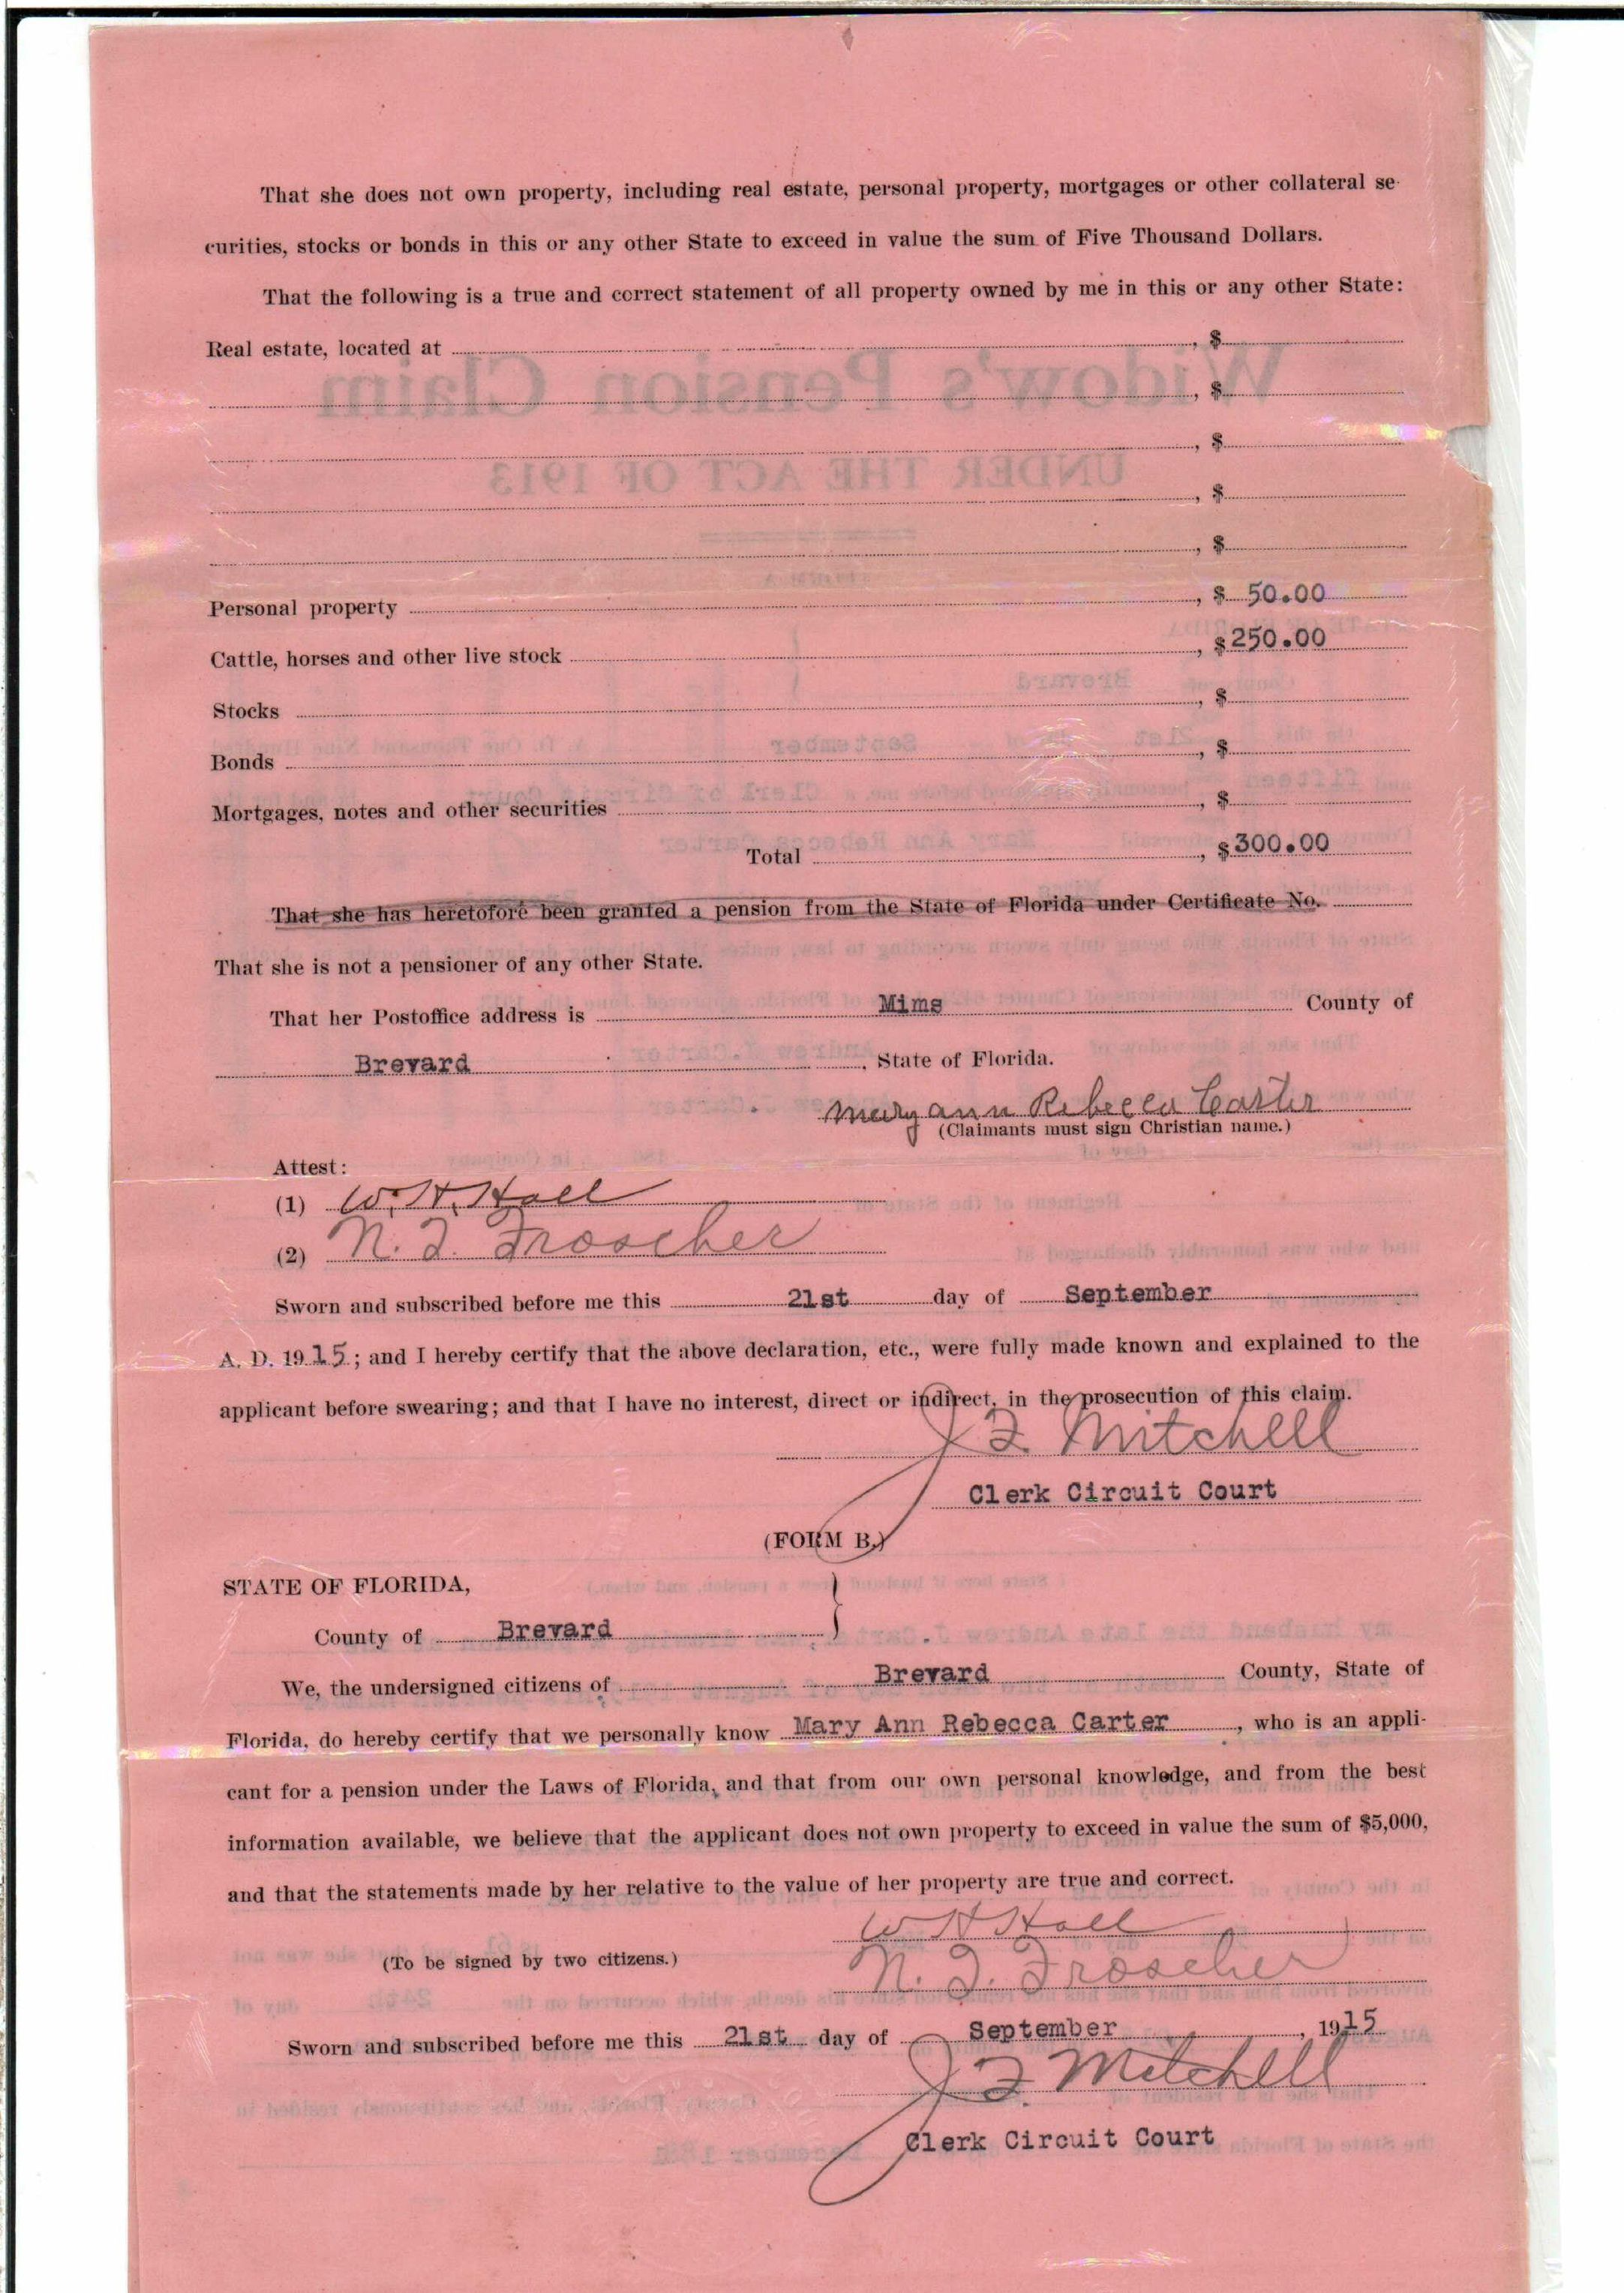 That she does not own property, including real estate, personal property, mortgages or other collateral se-
curities, stocks or bonds in this or any other State to exceed in value the sum of Five Thousand Dollars.
That the following is a true and correct statement of all property owned by me in this or any other State:
Real estate, located at , $
, $
, $
, $
, $
Personal property , $ 50.00
Cattle, horses and other live stock , $ 250.00
Stocks , $
Bonds , $
Mortgages, notes and other securities , $
Total , $ 300.00
That she has heretofore been granted a pension from the State of Florida under Certificate No.
That she is not a pensioner of any other State.
That her Postoffice address is Mims County of
Brevard , State of Florida.
Mary ann Rebecca Carter
(Claimants must sign Christian name.)
Attest:
(1) W. H. Hall
(2) N. T. Froscher
Sworn and subscribed before me this 21st day of September
A. D. 1915; and I hereby certify that the above declaration, etc., were fully made known and explained to the
applicant before swearing; and that I have no interest, direct or indirect, in the prosecution of this claim.
J F Mitchell
Clerk Circuit Court
(FORM B.)
STATE OF FLORIDA,
County of Brevard
We, the undersigned citizens of Brevard County, State of
Florida, do hereby certify that we personally know Mary Ann Rebecca Carter , who is an appli-
cant for a pension under the Laws of Florida, and that from our own personal knowledge, and from the best
information available, we believe that the applicant does not own property to exceed in value the sum of $5,000,
and that the statements made by her relative to the value of her property are true and correct.
W H Hall
(To be signed by two citizens.)
N. T. Froscher
Sworn and subscribed before me this 21st day of September , 1915
J F Mitchell
Clerk Circuit Court